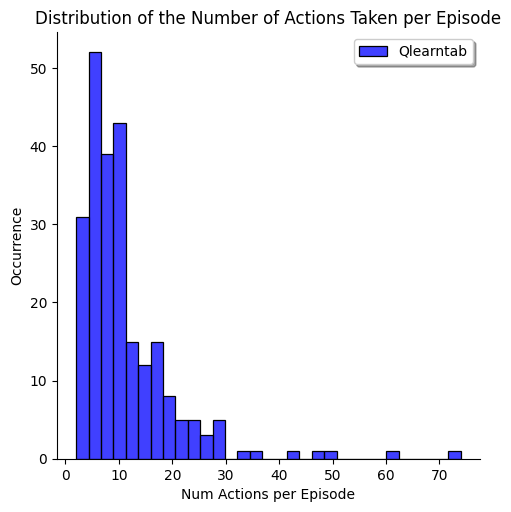 Distribution of the Number of Actions Taken per Episode
Qlearntab
50
40
30
20
10
0
Occurrence
0 10 20 30 40 50 60 70
Num Actions per Episode